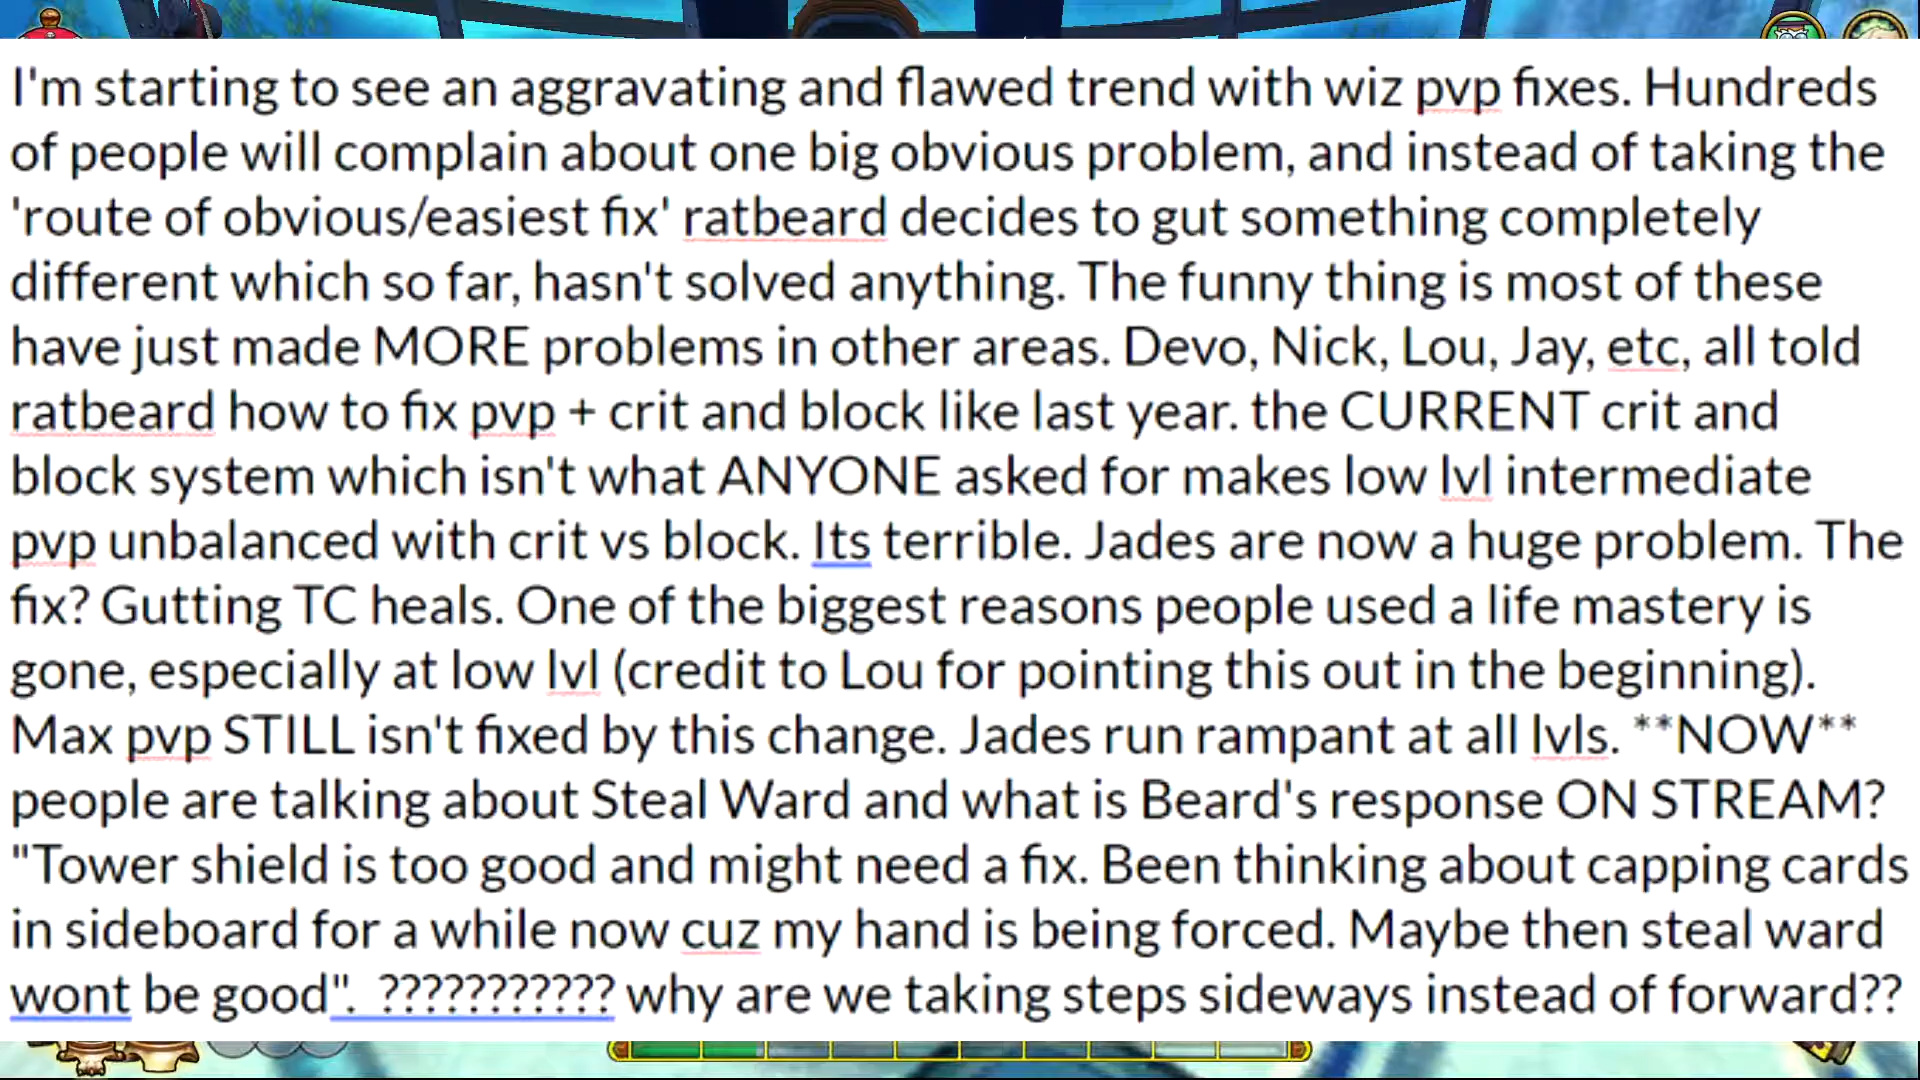 I'm starting to see an aggravating and flawed trend with wiz pvp fixes. Hundreds
of people will complain about one big obvious problem, and instead of taking the
'route of obvious/easiest fix' ratbeard decides to gut something completely
different which so far, hasn't solved anything. The funny thing is most of these
have just made MORE problems in other areas. Devo, Nick, Lou, Jay, etc, all told
ratbeard how to fix pvp + crit and block like last year. the CURRENT crit and
block system which isn't what ANYONE asked for makes low lvl intermediate
pvp unbalanced with crit vs block. Its terrible. Jades are now a huge problem. The
fix? Gutting TC heals. One of the biggest reasons people used a life mastery is
gone, especially at low lvl (credit to Lou for pointing this out in the beginning).
Max pvp STILL isn't fixed by this change. Jades run rampant at all lvls. **NOW**
people are talking about Steal Ward and what is Beard's response ON STREAM?
"Tower shield is too good and might need a fix. Been thinking about capping cards
in sideboard for a while now cuz my hand is being forced. Maybe then steal ward
wont be good".  ??????????? why are we taking steps sideways instead of forward??